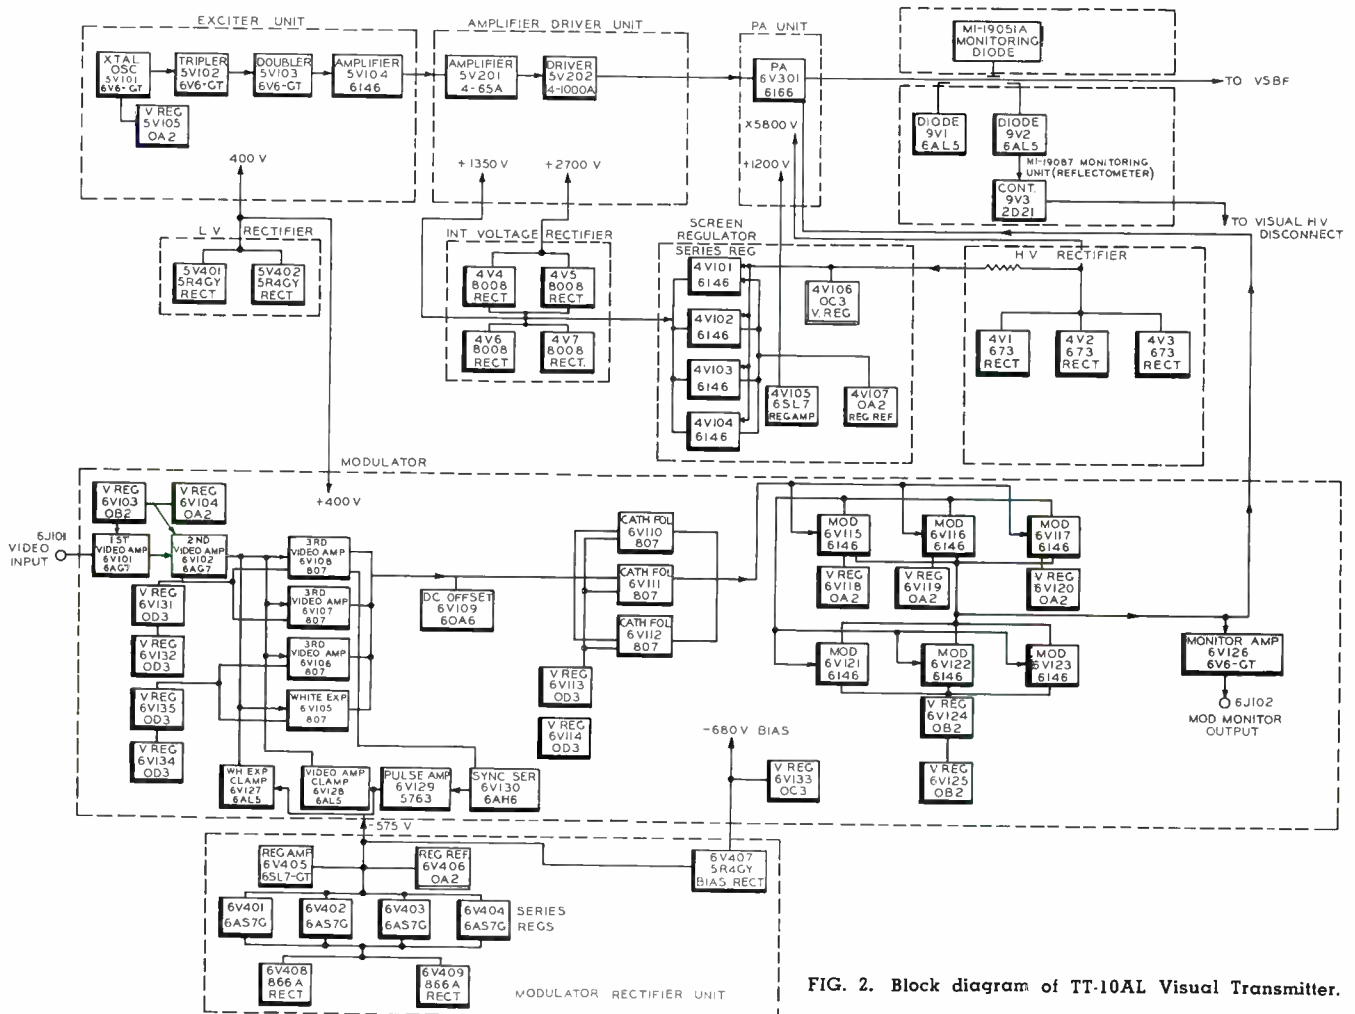 EXCITER UNIT
XTAL
OSC
5V101
6V6-GT
TRIPLER
5V102
6V6-GT
DOUBLER
5V103
6V6-GT
AMPLIFIER
5V104
6146
V REG
5V105
OA2
400 V
AMPLIFIER DRIVER UNIT
AMPLIFIER
5V201
4-65A
DRIVER
5V202
4-1000A
+1350 V
+2700 V
PA UNIT
PA
6V301
6166
X5800 V
+1200V
MI-19051A
MONITORING
DIODE
TO VSBF
DIODE
9V1
6AL5
DIODE
9V2
6AL5
MI-19087 MONITORING
UNIT (REFLECTOMETER)
CONT.
9V3
2D21
TO VISUAL H V
DISCONNECT
L V RECTIFIER
5V401
5R4GY
RECT
5V402
5R4GY
RECT
INT VOLTAGE RECTIFIER
4V4
8008
RECT
4V5
8008
RECT
4V6
8008
RECT
4V7
8008
RECT.
SCREEN
REGULATOR
SERIES REG
4V101
6146
4V102
6146
4V103
6146
4V104
6146
4V106
OC3
V. REG
4V105
6SL7
REG AMP
4V107
OA2
REG REF
H V RECTIFIER
4V1
673
RECT
4V2
673
RECT
4V3
673
RECT
MODULATOR
+400V
6J101
VIDEO
INPUT
V REG
6V103
OB2
V REG
6V104
OA2
1ST
VIDEO AMP
6V101
6AG7
2ND
VIDEO AMP
6V102
6AG7
V REG
6V131
OD3
V REG
6V132
OD3
V REG
6V135
OD3
V REG
6V134
OD3
3RD
VIDEO AMP
6V108
807
3RD
VIDEO AMP
6V107
807
3RD
VIDEO AMP
6V106
807
WHITE EXP
6V105
807
DC OFFSET
6V109
6OA6
CATH FOL
6V110
807
CATH FOL
6V111
807
CATH FOL
6V112
807
V REG
6V113
OD3
V REG
6V114
OD3
WH EXP
CLAMP
6V127
6AL5
VIDEO AMP
CLAMP
6V128
6AL5
PULSE AMP
6V129
5763
SYNC SER
6V130
6AH6
-680V BIAS
V REG
6V133
OC3
MOD
6V115
6146
MOD
6V116
6146
MOD
6V117
6146
V REG
6V118
OA2
V REG
6V119
OA2
V REG
6V120
OA2
MOD
6V121
6146
MOD
6V122
6146
MOD
6V123
6146
V REG
6V124
OB2
V REG
6V125
OB2
MONITOR AMP
6V126
6V6-GT
6J102
MOD MONITOR
OUTPUT
-575 V
REG AMP
6V405
6SL7-GT
REG REF
6V406
OA2
6V407
5R4GY
BIAS RECT
6V401
6AS7G
6V402
6AS7G
6V403
6AS7G
6V404
6AS7G
SERIES
REGS
6V408
866A
RECT
6V409
866A
RECT
MODULATOR RECTIFIER UNIT
FIG. 2. Block diagram of TT-10AL Visual Transmitter.